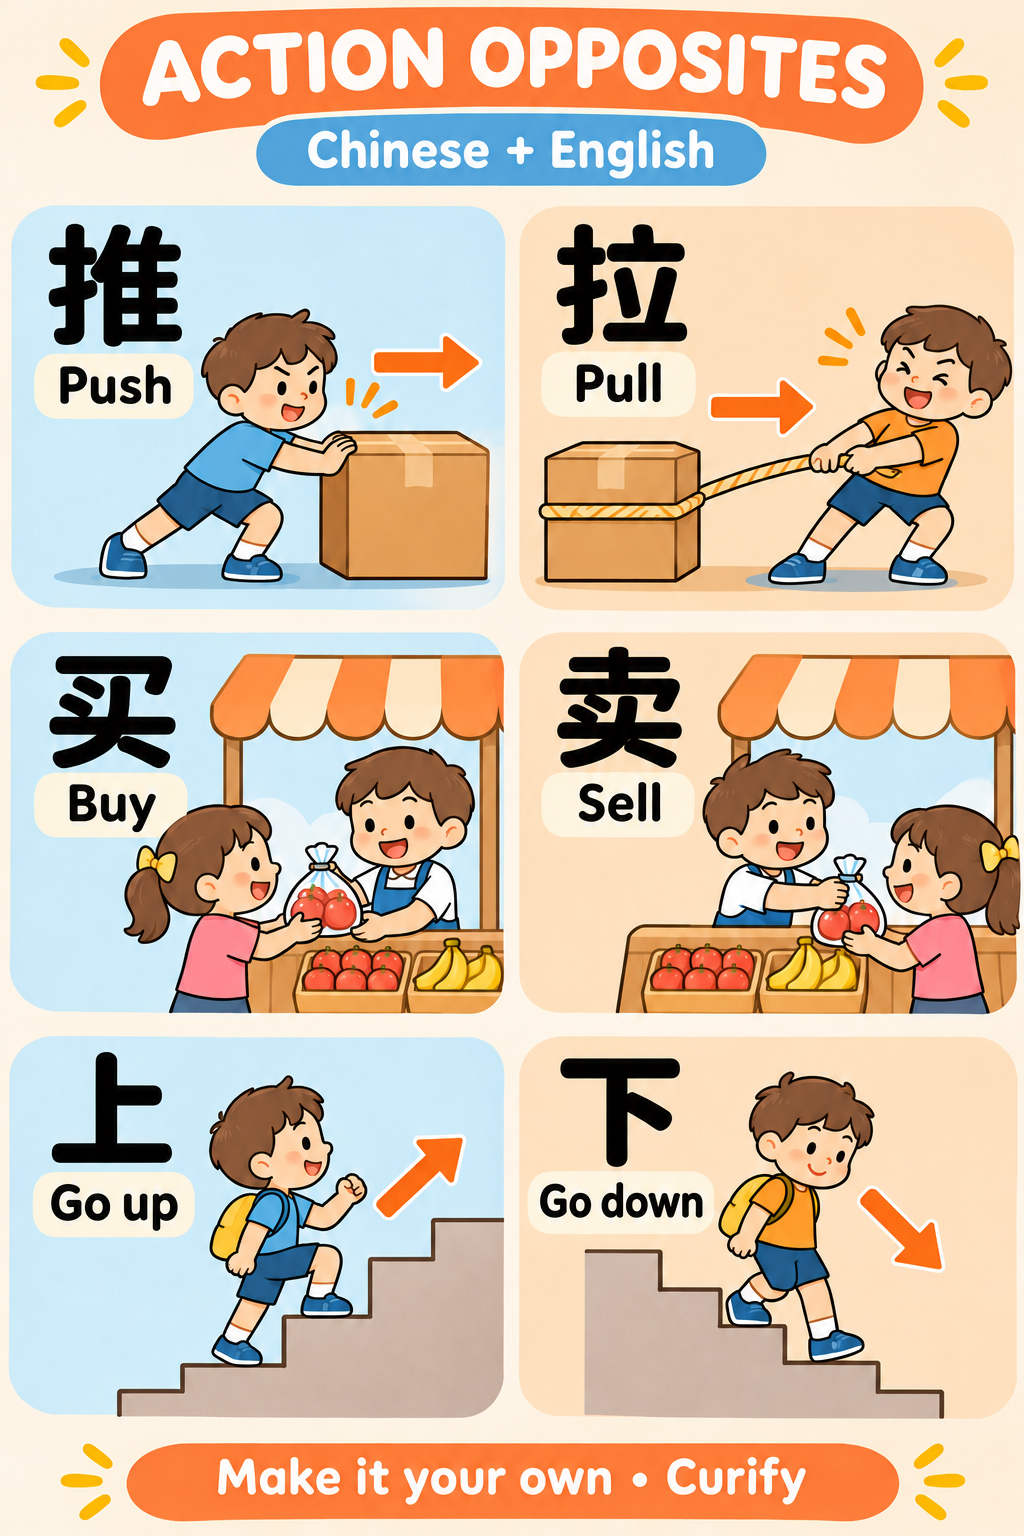 ACTION OPPOSITES
Chinese + English
推
Push
拉
Pull
买
Buy
卖
Sell
上
Go up
下
Go down
Make it your own • Curify